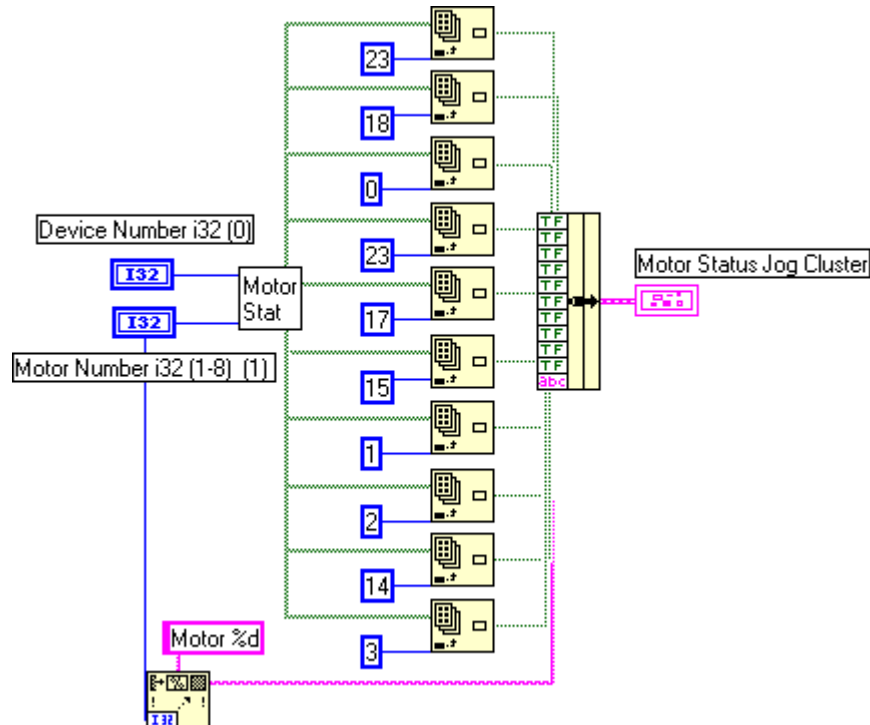 23
18
0
Device Number i32 (0)
23
TF
TF
TF
TF
TF
TF
TF
TF
TF
TF
abc
Motor Status Jog Cluster
I32
Motor
Stat
I32
17
Motor Number i32 (1-8) (1)
15
1
2
14
Motor %d
3
%
! !
I32